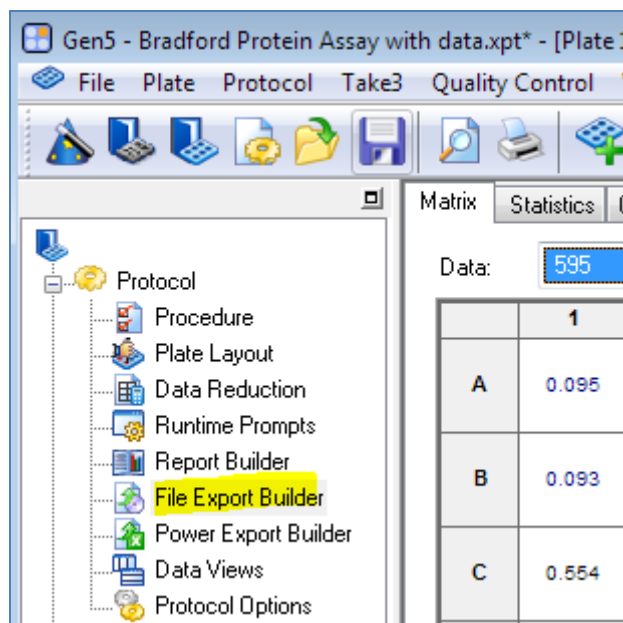 Gen5 - Bradford Protein Assay with data.xpt* - [Plate
File Plate Protocol Take3 Quality Control
Matrix Statistics
Data: 595
Protocol
Procedure
Plate Layout
Data Reduction
Runtime Prompts
Report Builder
File Export Builder
Power Export Builder
Data Views
Protocol Options
1
A 0.095
B 0.093
C 0.554